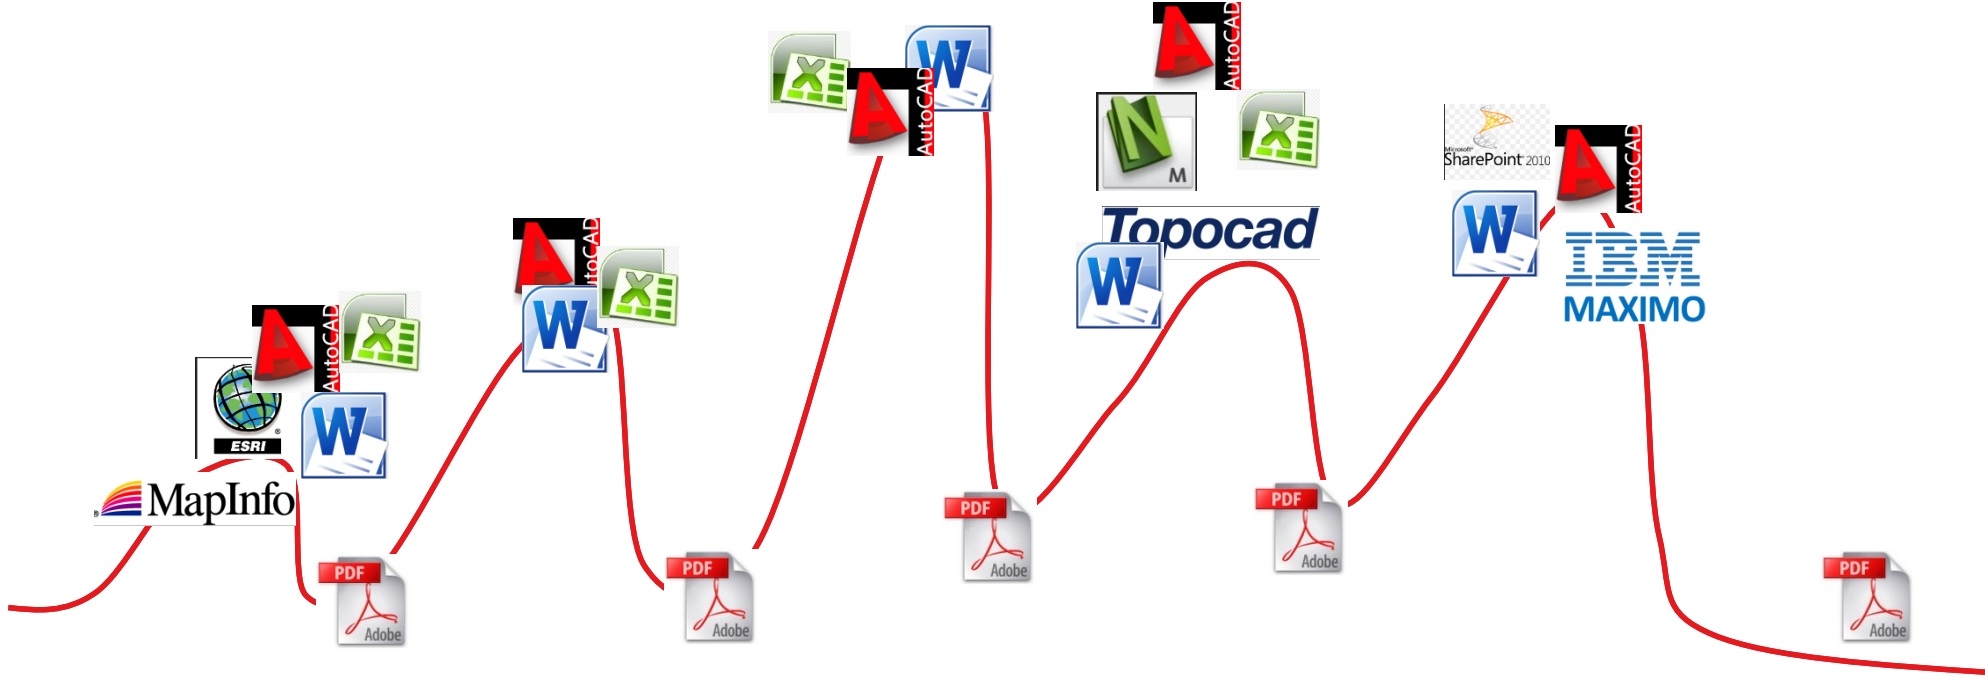 AutoCAD
ESRI
®
W
MapInfo
®
PDF
Adobe
AutoCAD
W
X
PDF
Adobe
X
AutoCAD
W
PDF
Adobe
AutoCAD
N
M
X
Topocad
W
PDF
Adobe
Microsoft®
SharePoint® 2010
AutoCAD
W
IBM
MAXIMO
PDF
Adobe